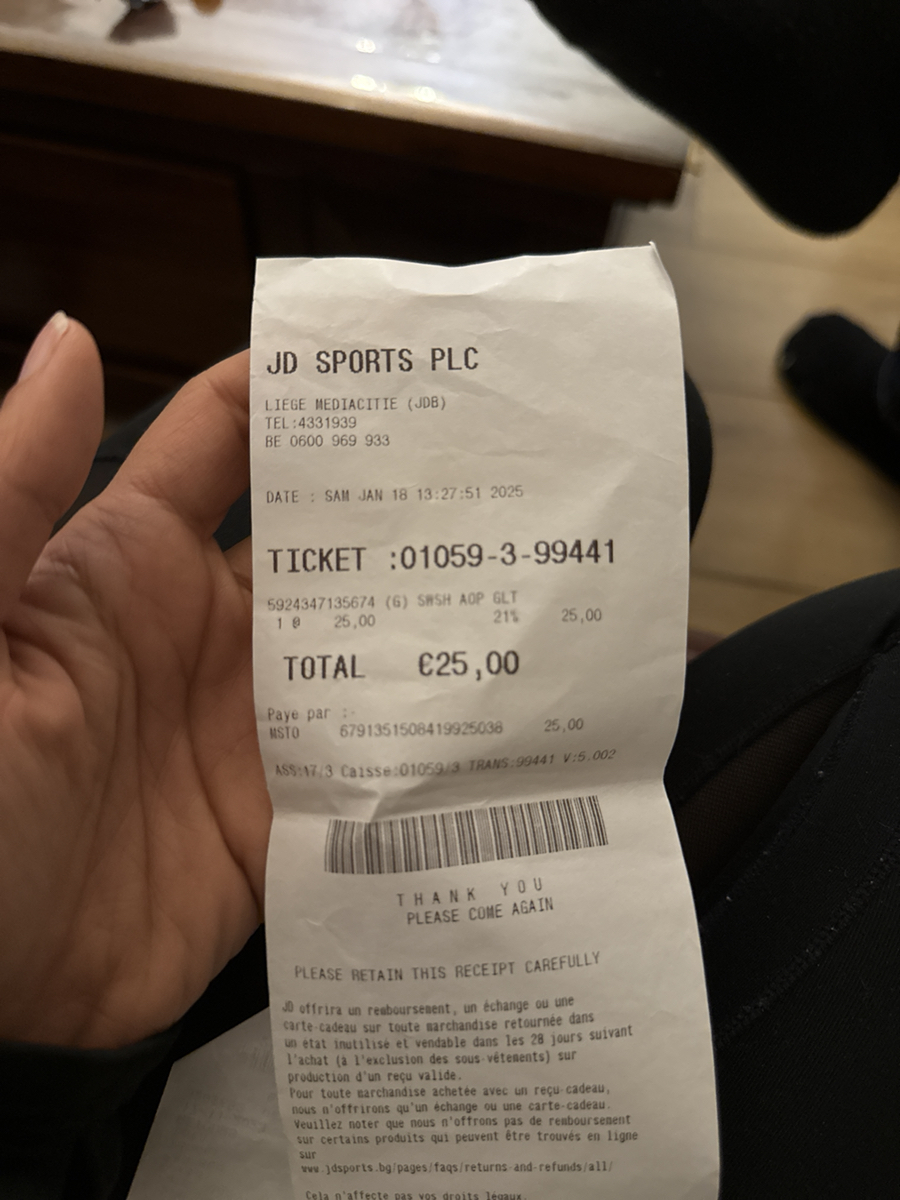 JD SPORTS PLC
LIEGE MEDIACITIE (JDB)
TEL:4331939
BE 0600 969 933
DATE : SAM JAN 18 13:27:51 2025
TICKET :01059-3-99441
5924347135674 (G) SWSH AOP GLT
1 @ 25,00 21% 25,00
TOTAL €25,00
Paye par :-
MSTO 6791351508419925038 25,00
ASS:17/3 Caisse:01059/3 TRANS:99441 V:5.002
THANK YOU
PLEASE COME AGAIN
PLEASE RETAIN THIS RECEIPT CAREFULLY
JD offrira un remboursement, un échange ou une
carte-cadeau sur toute marchandise retournée dans
un état inutilisé et vendable dans les 28 jours suivant
l'achat (à l'exclusion des sous-vêtements) sur
production d'un reçu valide.
Pour toute marchandise achetée avec un reçu-cadeau,
nous n'offrirons qu'un échange ou une carte-cadeau.
Veuillez noter que nous n'offrons pas de remboursement
sur certains produits qui peuvent être trouvés en ligne
sur
www.jdsports.bg/pages/faqs/returns-and-refunds/all/
Cela n'affecte pas vos droits légaux.